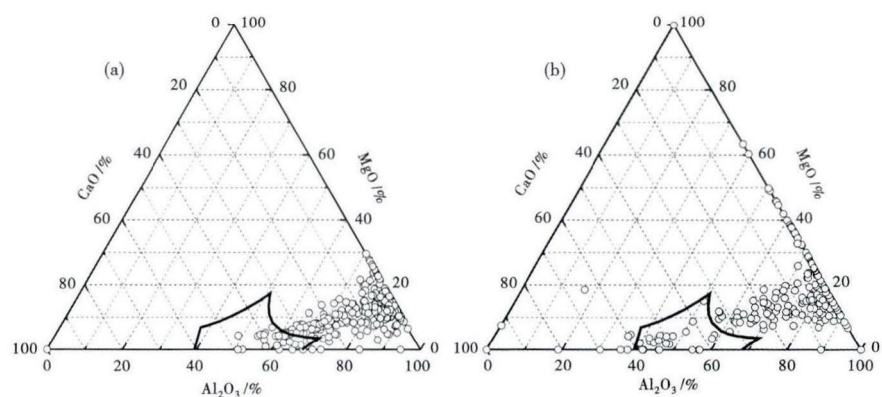 0 100 0 100
(a) (b)
20 80 20 80
40 60 40 60
CaO/% MgO/% CaO/% MgO/%
60 40 60 40
80 20 80 20
100 0 100 0
0 20 40 60 80 100 0 20 40 60 80 100
Al₂O₃/% Al₂O₃/%